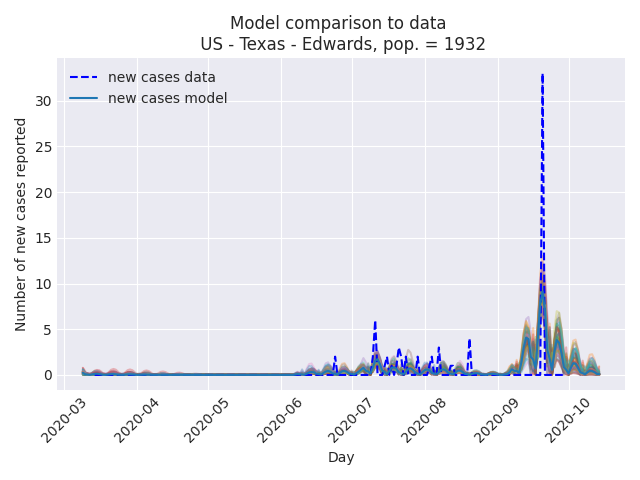 Model comparison to data
US - Texas - Edwards, pop. = 1932
new cases data
new cases model
Number of new cases reported
30
25
20
15
10
5
0
2020-03
2020-04
2020-05
2020-06
2020-07
2020-08
2020-09
2020-10
Day